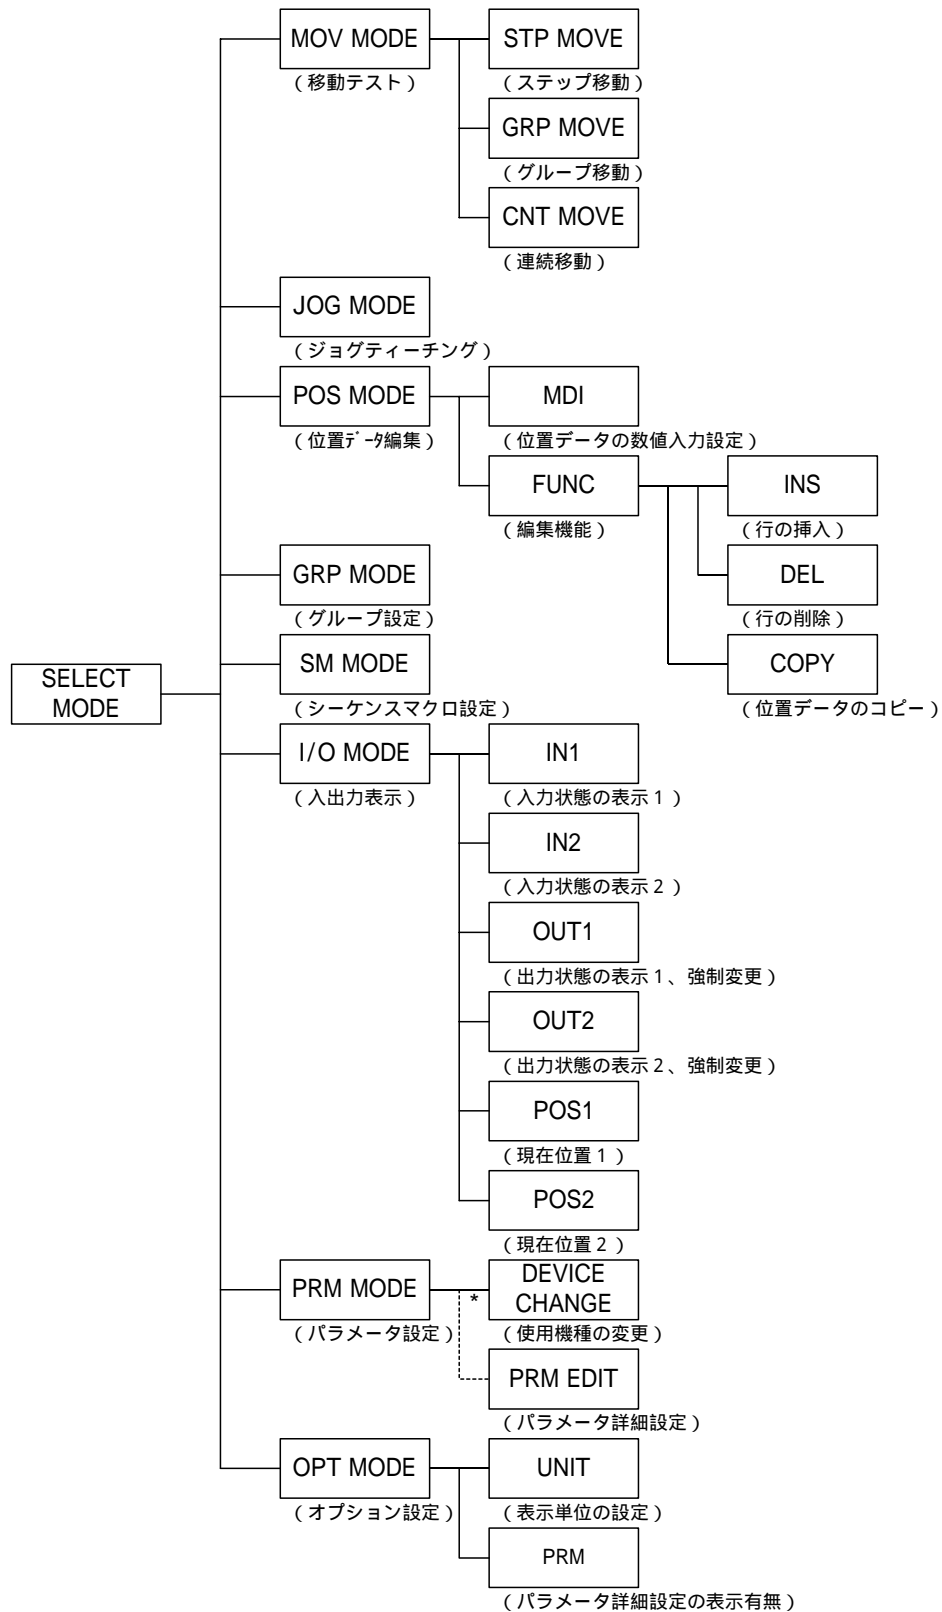 MOV MODE
(移動テスト)
STP MOVE
(ステップ移動)
GRP MOVE
(グループ移動)
CNT MOVE
(連続移動)
JOG MODE
(ジョグティーチング)
POS MODE
(位置ﾃﾞｰﾀ編集)
MDI
(位置データの数値入力設定)
FUNC
(編集機能)
INS
(行の挿入)
DEL
(行の削除)
COPY
(位置データのコピー)
GRP MODE
(グループ設定)
SM MODE
(シーケンスマクロ設定)
SELECT
MODE
I/O MODE
(入出力表示)
IN1
(入力状態の表示1)
IN2
(入力状態の表示2)
OUT1
(出力状態の表示1、強制変更)
OUT2
(出力状態の表示2、強制変更)
POS1
(現在位置1)
POS2
(現在位置2)
PRM MODE
(パラメータ設定)
*
DEVICE
CHANGE
(使用機種の変更)
PRM EDIT
(パラメータ詳細設定)
OPT MODE
(オプション設定)
UNIT
(表示単位の設定)
PRM
(パラメータ詳細設定の表示有無)